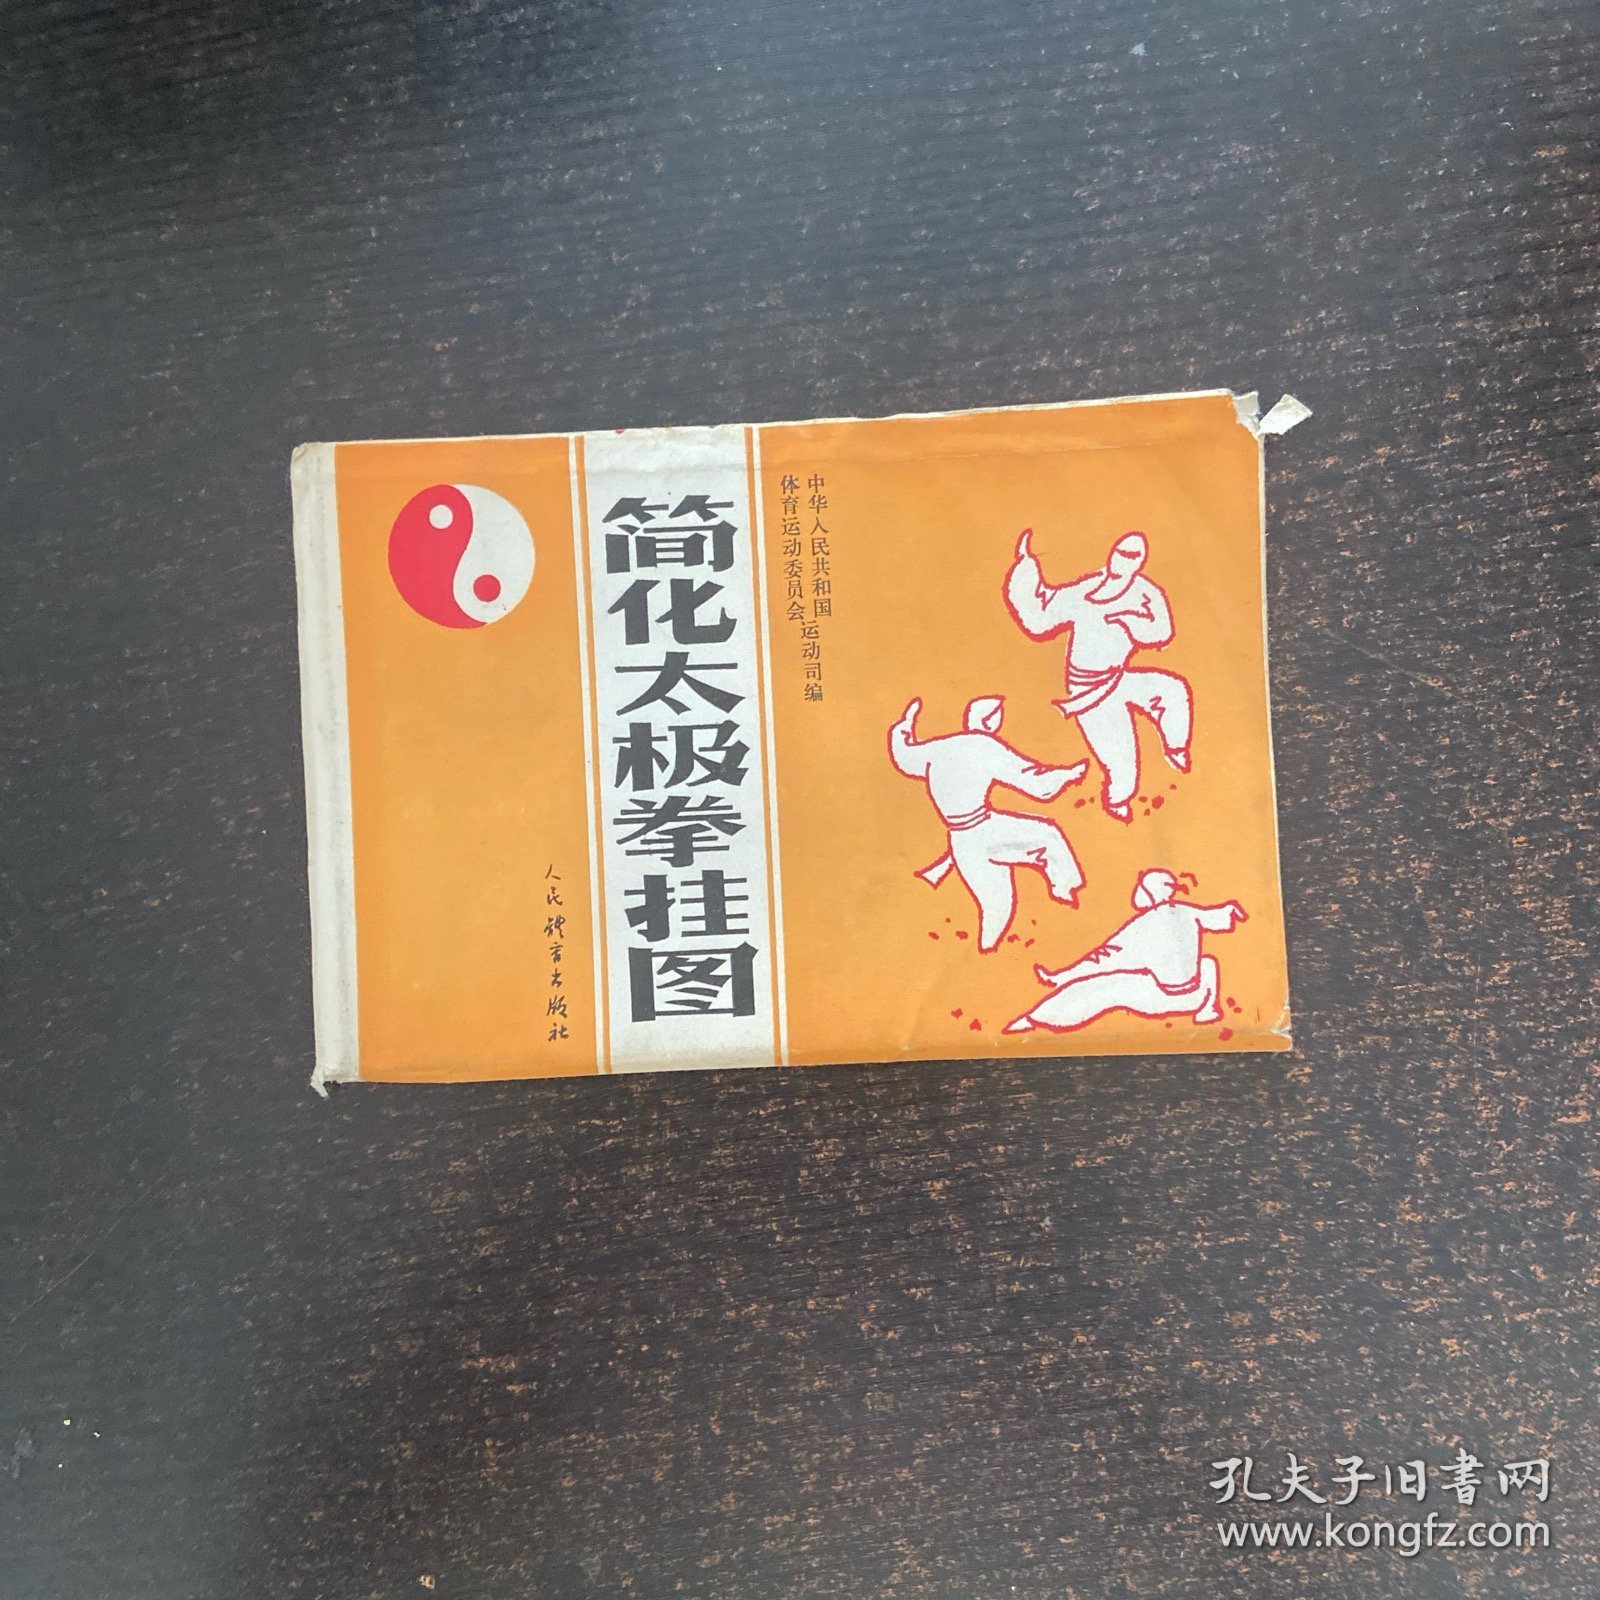 中华人民共和国
体育运动委员会
运动司编
简化太极拳挂图
人民體育出版社
孔夫子旧書网
www.kongfz.com